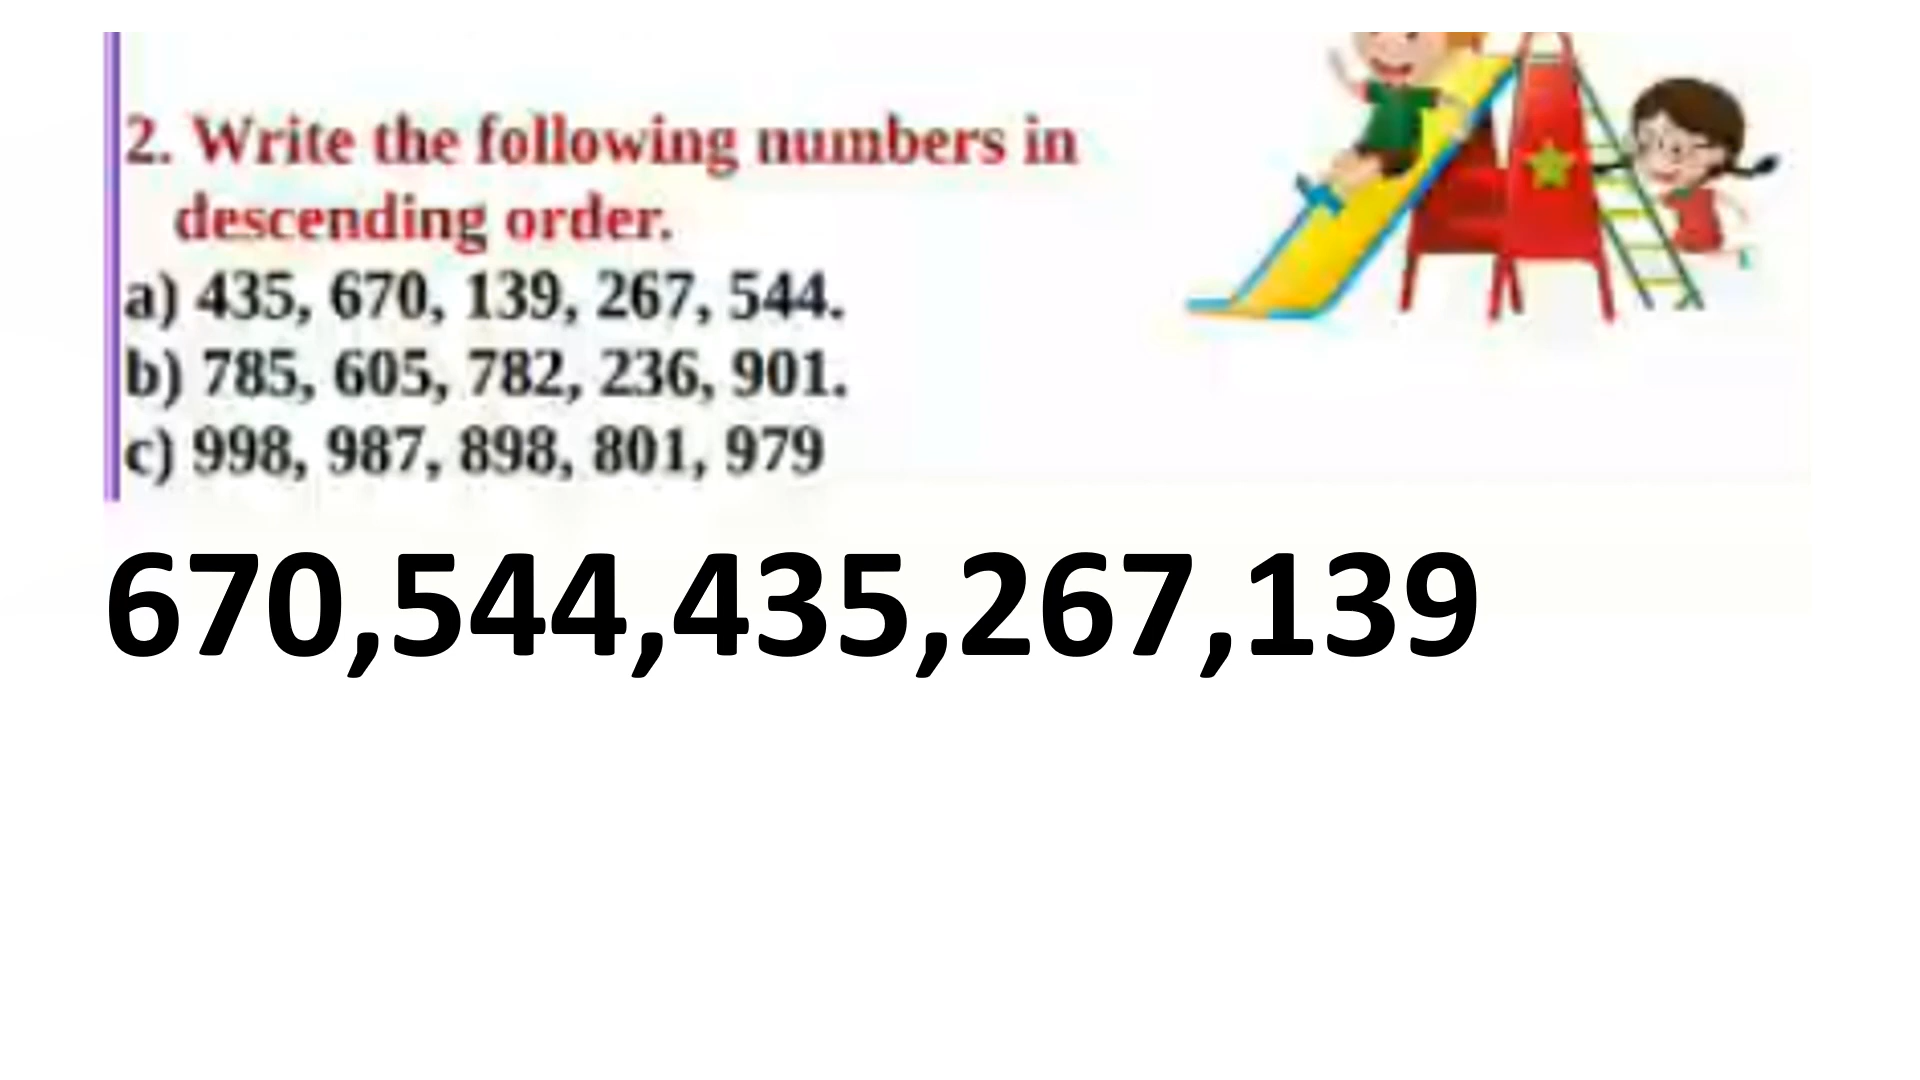 2. Write the following numbers in
descending order.
a) 435, 670, 139, 267, 544.
b) 785, 605, 782, 236, 901.
c) 998, 987, 898, 801, 979
670,544,435,267,139